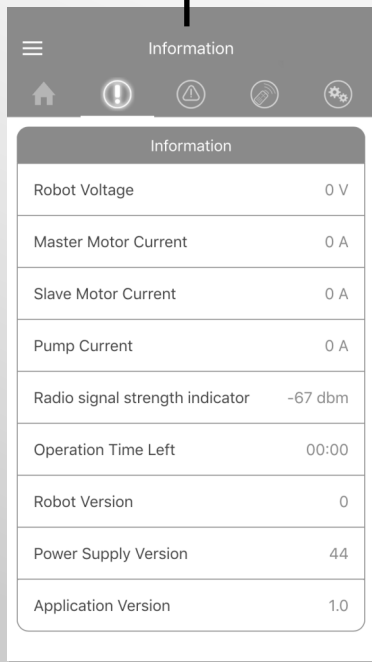 Information
Information
Robot Voltage 0 V
Master Motor Current 0 A
Slave Motor Current 0 A
Pump Current 0 A
Radio signal strength indicator -67 dbm
Operation Time Left 00:00
Robot Version 0
Power Supply Version 44
Application Version 1.0